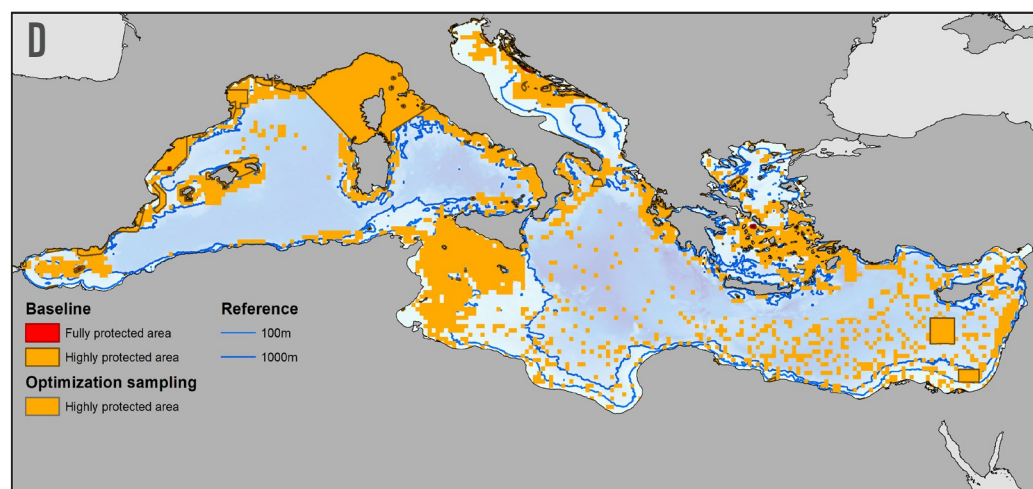 D
Baseline
Fully protected area
Highly protected area
Optimization sampling
Highly protected area
Reference
100m
1000m